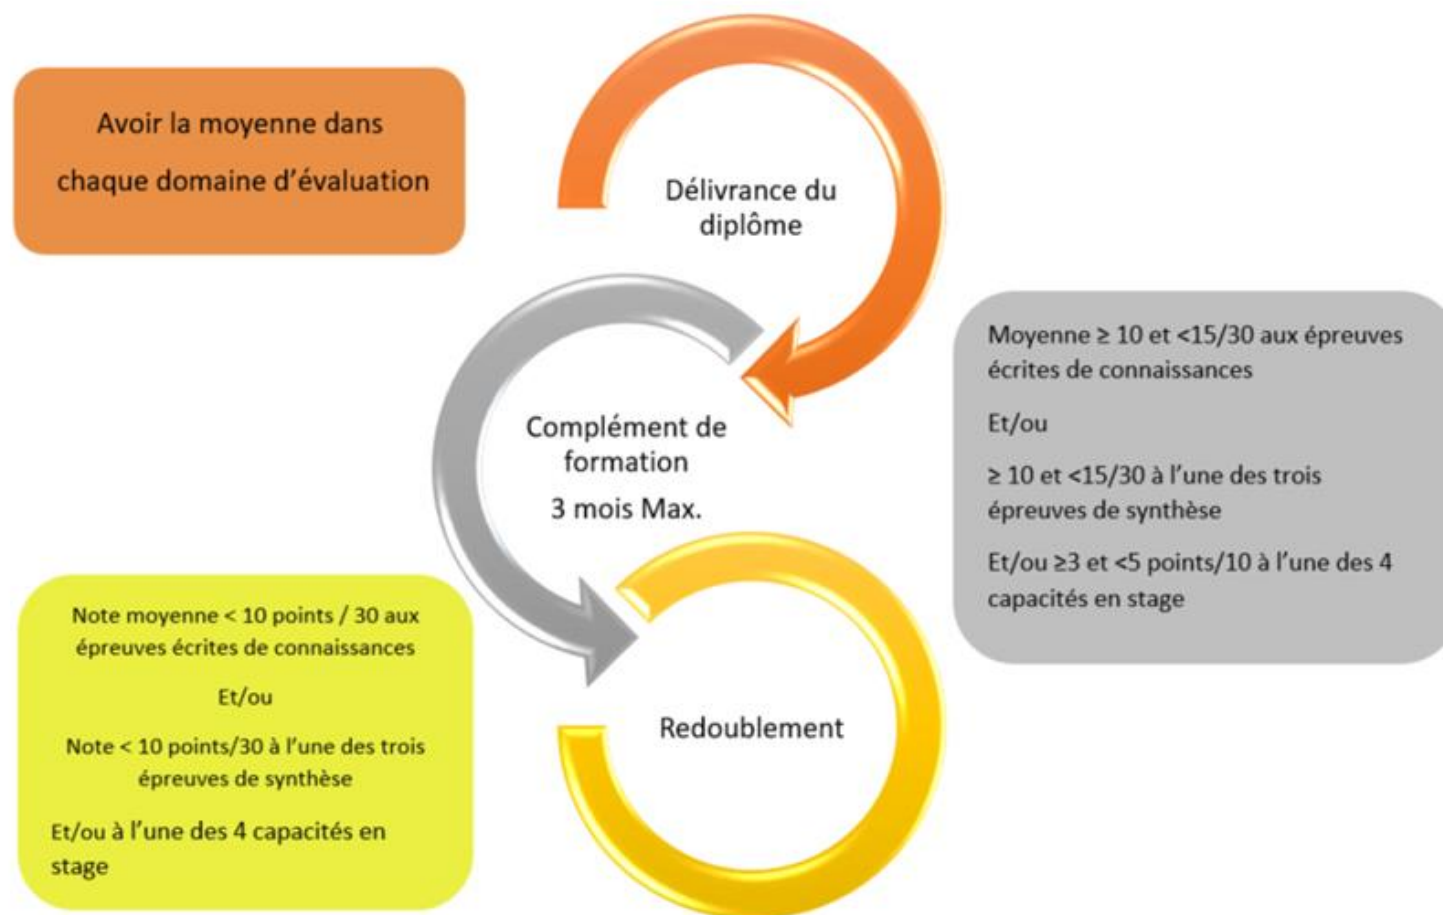 Avoir la moyenne dans
chaque domaine d'évaluation
Délivrance du
diplôme
Moyenne ≥ 10 et <15/30 aux épreuves
écrites de connaissances
Et/ou
≥ 10 et <15/30 à l'une des trois
épreuves de synthèse
Et/ou ≥3 et <5 points/10 à l'une des 4
capacités en stage
Complément de
formation
3 mois Max.
Note moyenne < 10 points / 30 aux
épreuves écrites de connaissances
Et/ou
Note < 10 points/30 à l'une des trois
épreuves de synthèse
Et/ou à l'une des 4 capacités en
stage
Redoublement